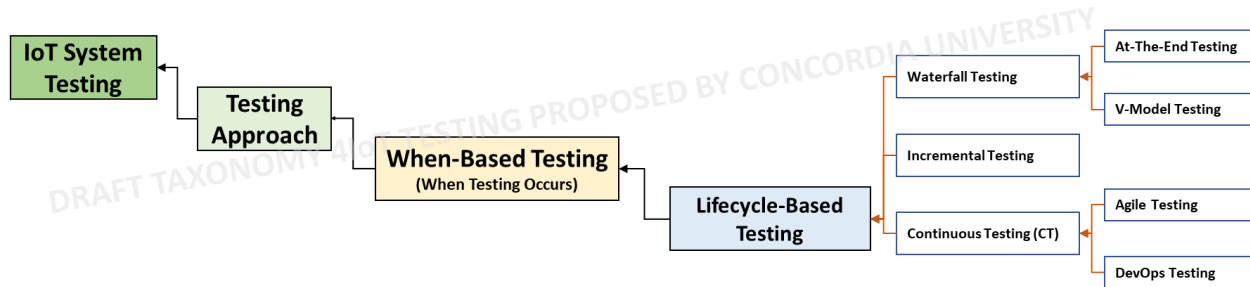 IoT System
Testing
Testing
Approach
When-Based Testing
(When Testing Occurs)
Lifecycle-Based
Testing
Waterfall Testing
Incremental Testing
Continuous Testing (CT)
At-The-End Testing
V-Model Testing
Agile Testing
DevOps Testing
DRAFT TAXONOMY 4IoT TESTING PROPOSED BY CONCORDIA UNIVERSITY